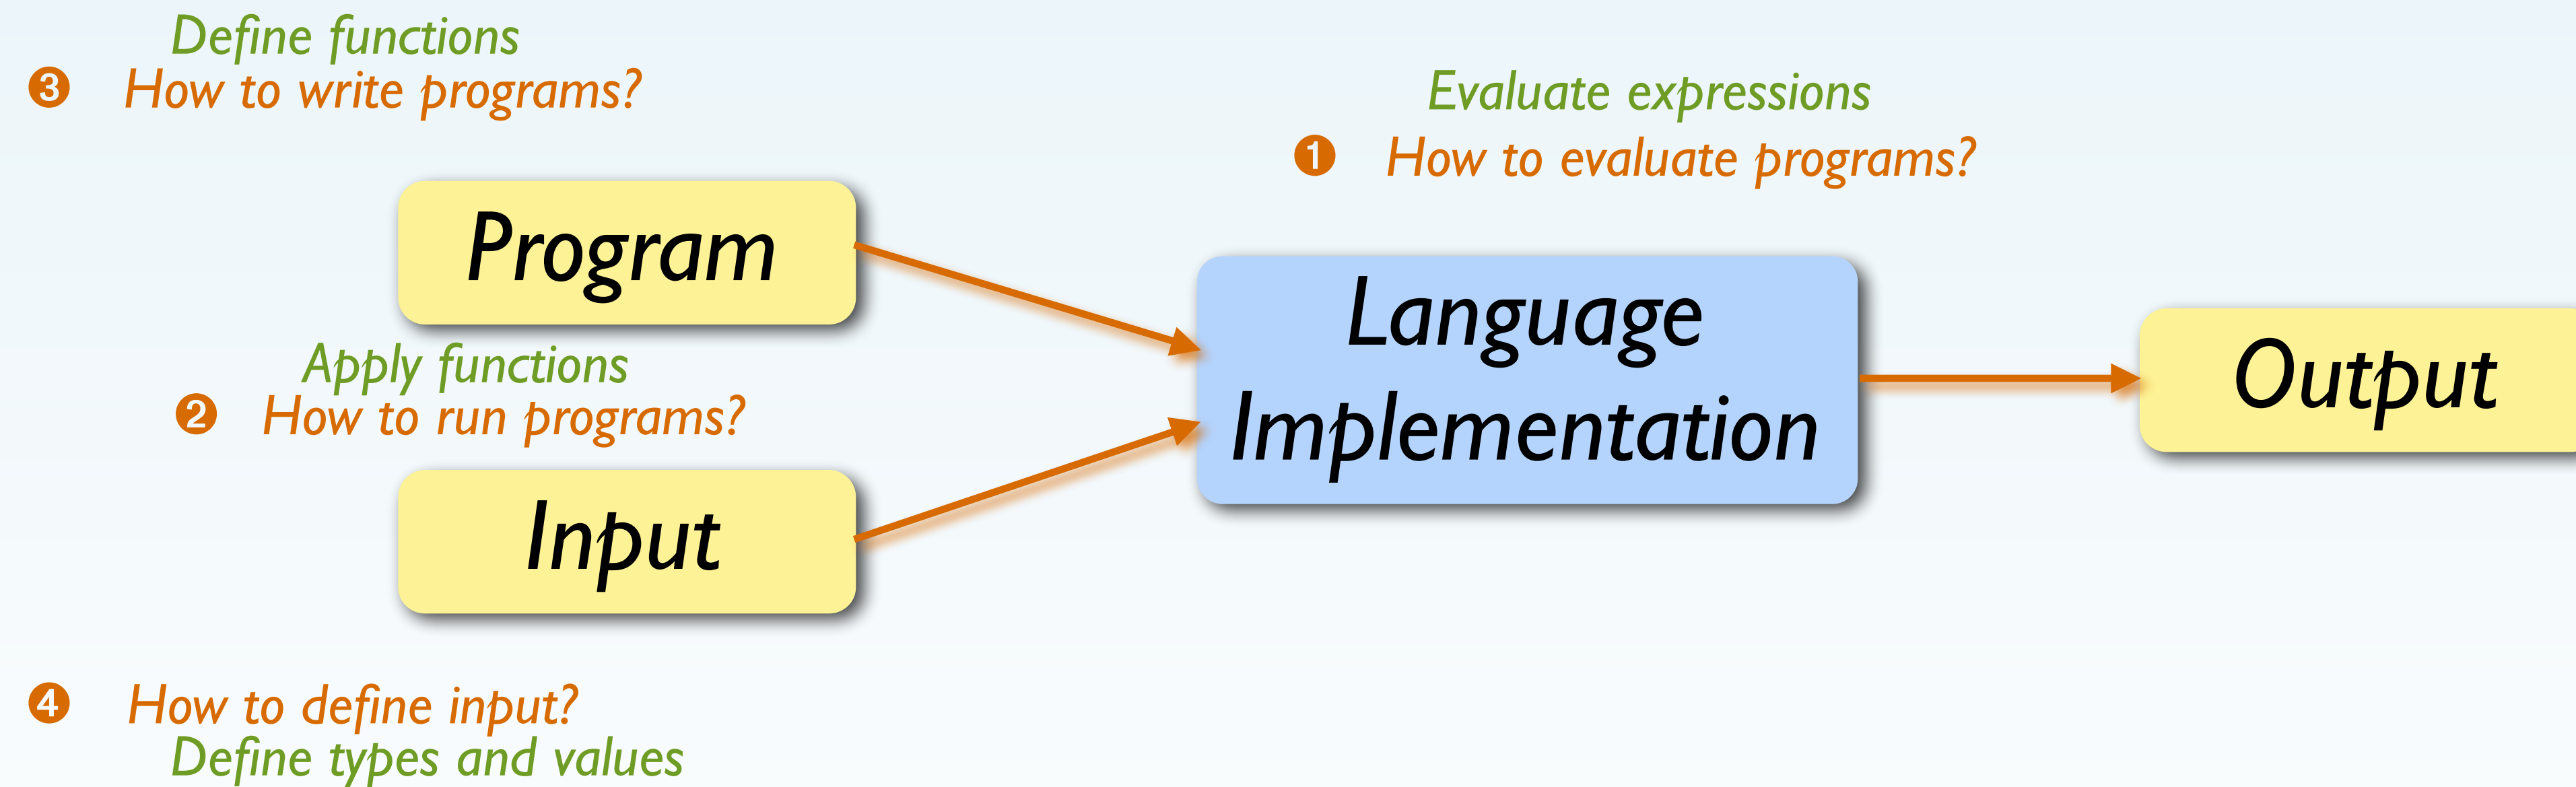 Define functions
❸ How to write programs?
Evaluate expressions
❶ How to evaluate programs?
Program
Apply functions
❷ How to run programs?
Input
Language
Implementation
Output
❹ How to define input?
Define types and values